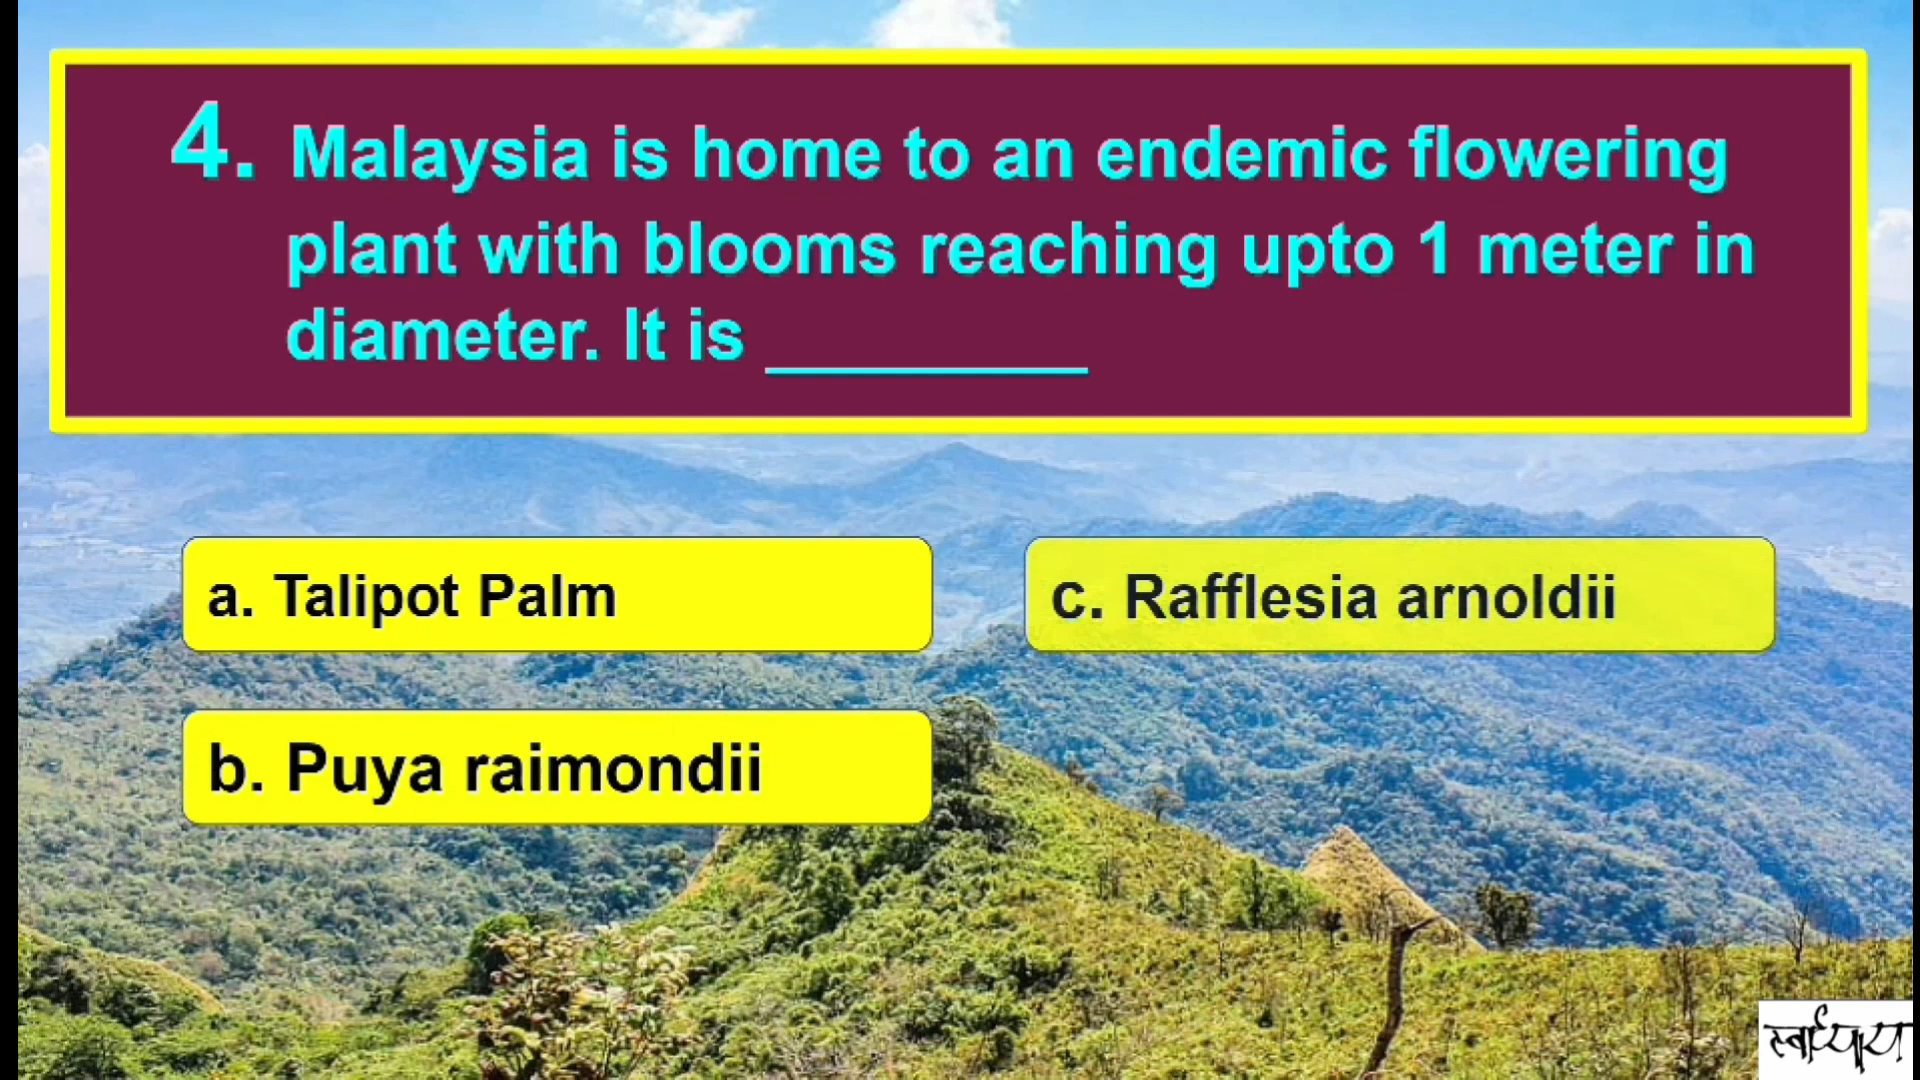 4. Malaysia is home to an endemic flowering
plant with blooms reaching upto 1 meter in
diameter. It is __________
a. Talipot Palm
c. Rafflesia arnoldii
b. Puya raimondii
स्वाध्याय